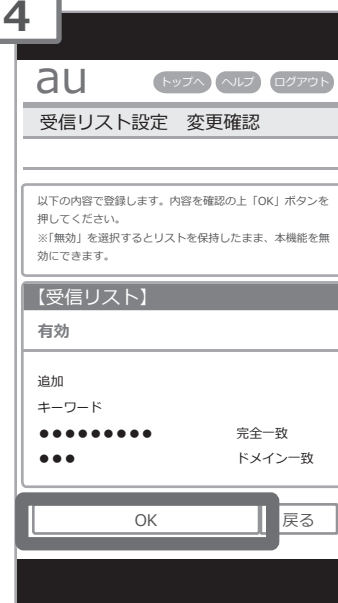 4
au
トップへ ヘルプ ログアウト
受信リスト設定　変更確認
以下の内容で登録します。内容を確認の上「OK」ボタンを
押してください。
※「無効」を選択するとリストを保持したまま、本機能を無
効にできます。
【受信リスト】
有効
追加
キーワード
●●●●●●●●● 完全一致
●●● ドメイン一致
OK 戻る